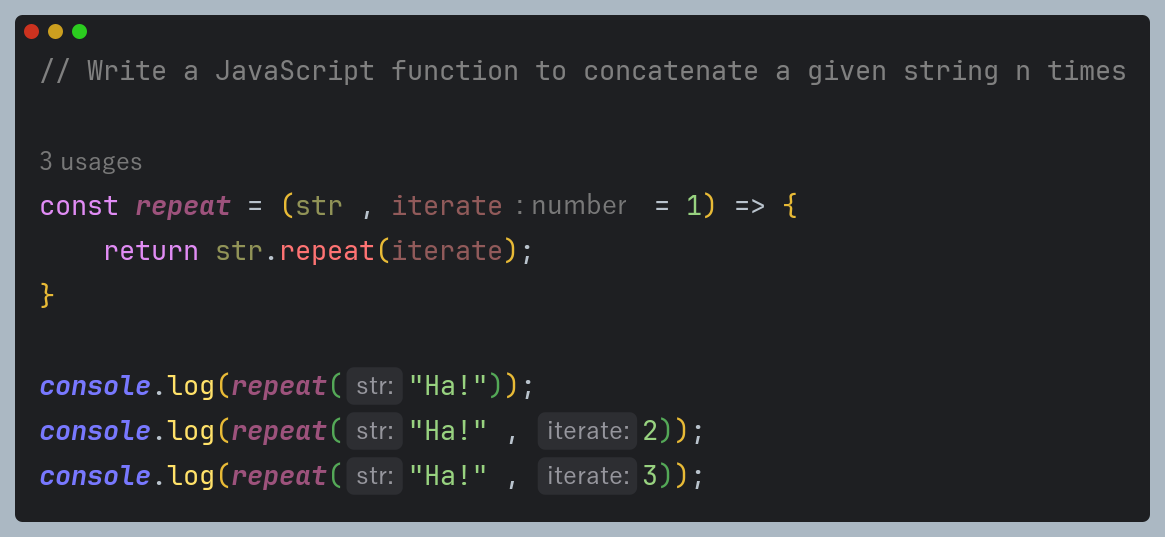 // Write a JavaScript function to concatenate a given string n times
3 usages
const repeat = (str , iterate : number = 1) => {
    return str.repeat(iterate);
}
console.log(repeat( str: "Ha!"));
console.log(repeat( str: "Ha!" , iterate: 2));
console.log(repeat( str: "Ha!" , iterate: 3));